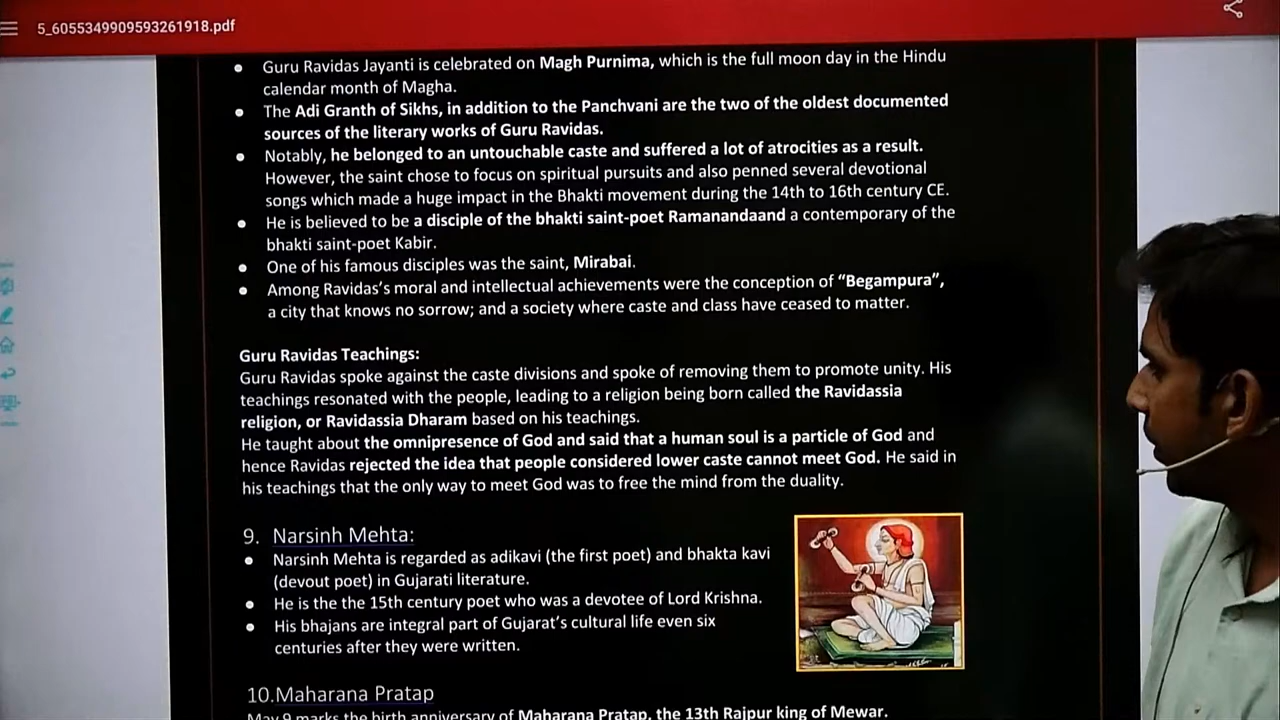 5_6055349909593261918.pdf
Guru Ravidas Jayanti is celebrated on Magh Purnima, which is the full moon day in the Hindu
calendar month of Magha.
The Adi Granth of Sikhs, in addition to the Panchvani are the two of the oldest documented
sources of the literary works of Guru Ravidas.
Notably, he belonged to an untouchable caste and suffered a lot of atrocities as a result.
However, the saint chose to focus on spiritual pursuits and also penned several devotional
songs which made a huge impact in the Bhakti movement during the 14th to 16th century CE.
He is believed to be a disciple of the bhakti saint-poet Ramanandaand a contemporary of the
bhakti saint-poet Kabir.
One of his famous disciples was the saint, Mirabai.
Among Ravidas's moral and intellectual achievements were the conception of “Begampura”,
a city that knows no sorrow; and a society where caste and class have ceased to matter.
Guru Ravidas Teachings:
Guru Ravidas spoke against the caste divisions and spoke of removing them to promote unity. His
teachings resonated with the people, leading to a religion being born called the Ravidassia
religion, or Ravidassia Dharam based on his teachings.
He taught about the omnipresence of God and said that a human soul is a particle of God and
hence Ravidas rejected the idea that people considered lower caste cannot meet God. He said in
his teachings that the only way to meet God was to free the mind from the duality.
9. Narsinh Mehta:
Narsinh Mehta is regarded as adikavi (the first poet) and bhakta kavi
(devout poet) in Gujarati literature.
He is the the 15th century poet who was a devotee of Lord Krishna.
His bhajans are integral part of Gujarat's cultural life even six
centuries after they were written.
10.Maharana Pratap
May 9 marks the birth anniversary of Maharana Pratap, the 13th Rajpur king of Mewar.